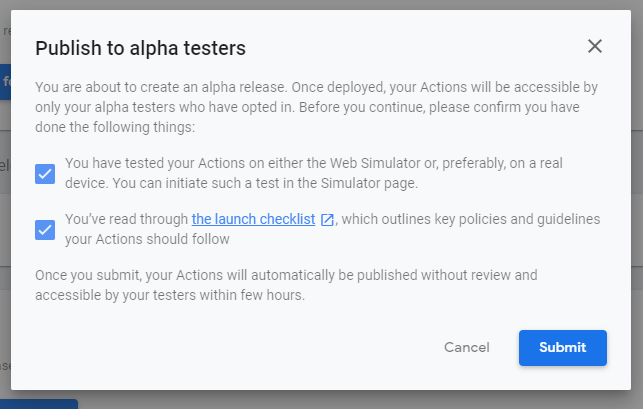 Publish to alpha testers
You are about to create an alpha release. Once deployed, your Actions will be accessible by
only your alpha testers who have opted in. Before you continue, please confirm you have
done the following things:
You have tested your Actions on either the Web Simulator or, preferably, on a real
device. You can initiate such a test in the Simulator page.
You've read through the launch checklist , which outlines key policies and guidelines
your Actions should follow
Once you submit, your Actions will automatically be published without review and
accessible by your testers within few hours.
Cancel
Submit